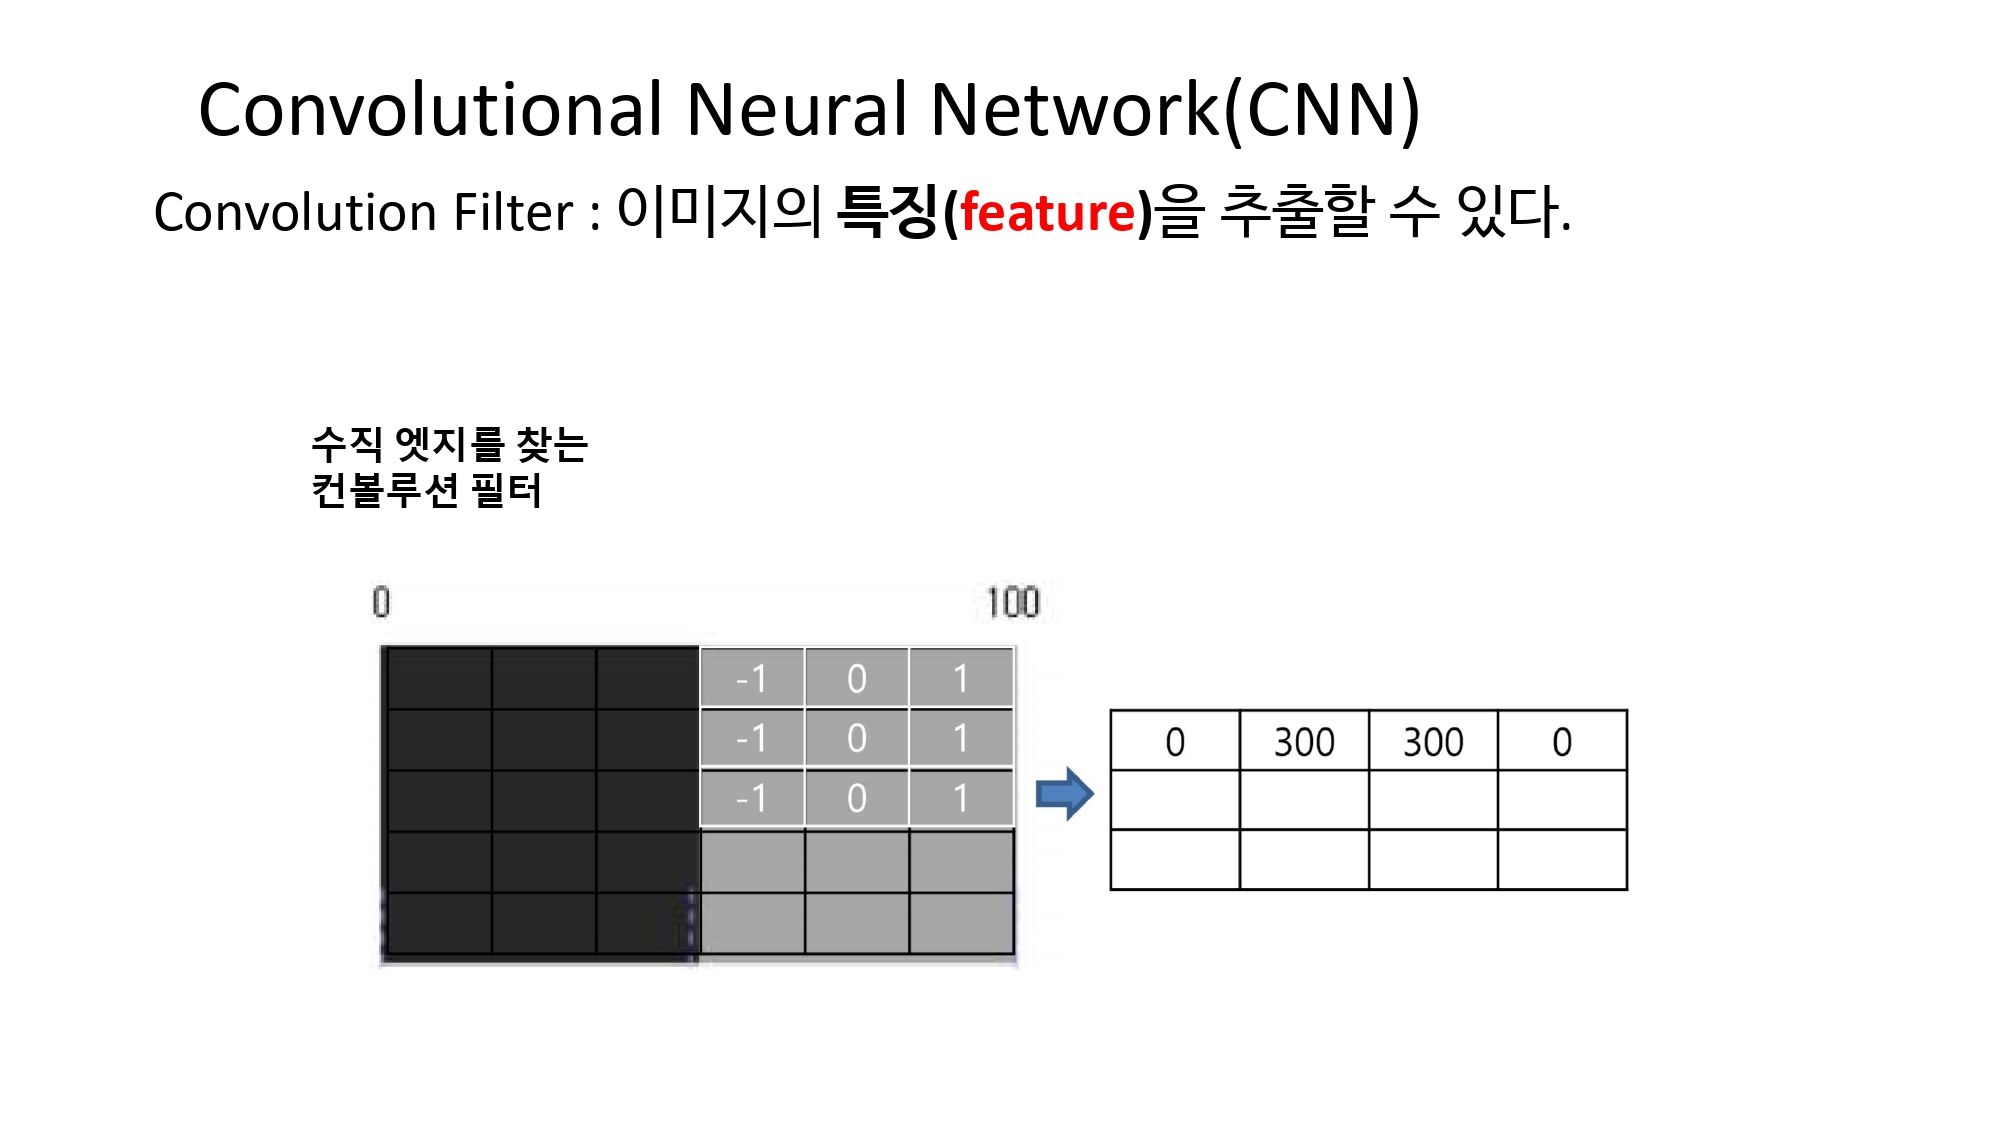 Convolutional Neural Network(CNN)
Convolution Filter : 이미지의 특징(feature)을 추출할 수 있다.
수직 엣지를 찾는
컨볼루션 필터
0 100
-1 0 1
-1 0 1
-1 0 1
0 300 300 0